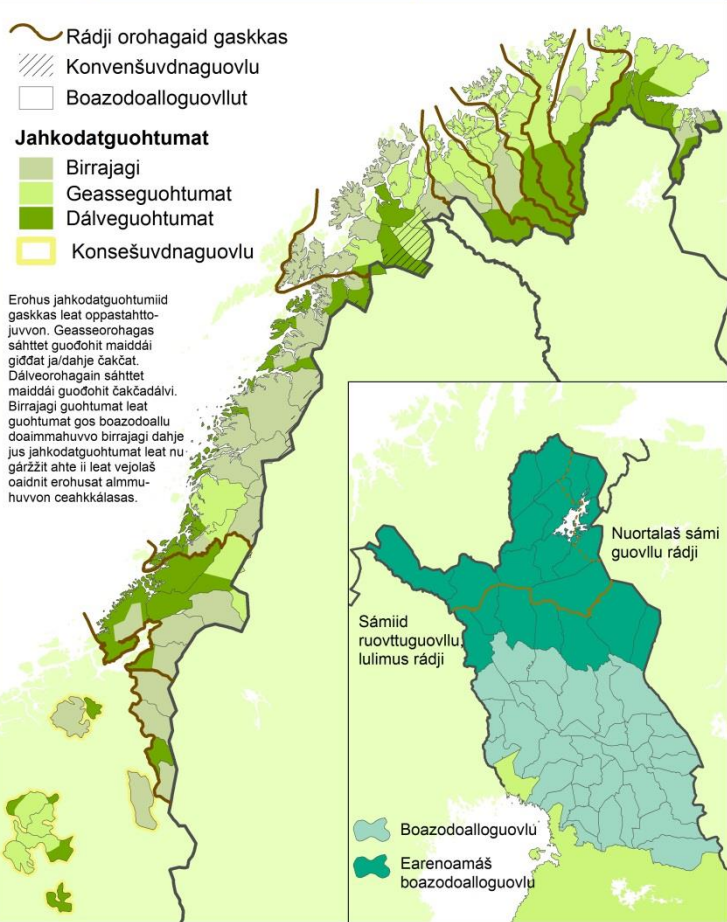 Rádji orohagaid gaskkas
Konvenšuvdnaguovlu
Boazodoalloguovllut
Jahkodatguohtumat
Birrajagi
Geasseguohtumat
Dálveguohtumat
Konsešuvdnaguovlu
Erohus jahkodatguohtumiid
gaskkas leat oppastahtto-
juvvon. Geasseorohagas
sáhttet guođohit maiddái
giđđat ja/dahje čakčat.
Dálveorohagain sáhttet
maiddái guođohit čakčadálvi.
Birrajagi guohtumat leat
guohtumat gos boazodoallu
doaimmahuvvo birrajagi dahje
jus jahkodatguohtumat leat nu
gáržžit ahte ii leat vejolaš
oaidnit erohusat almmu-
huvvon ceahkkálasas.
Nuortalaš sámi
guovllu rádji
Sámiid
ruovttuguovllu,
lulimus rádji
Boazodoalloguovlu
Earenoamáš
boazodoalloguovlu